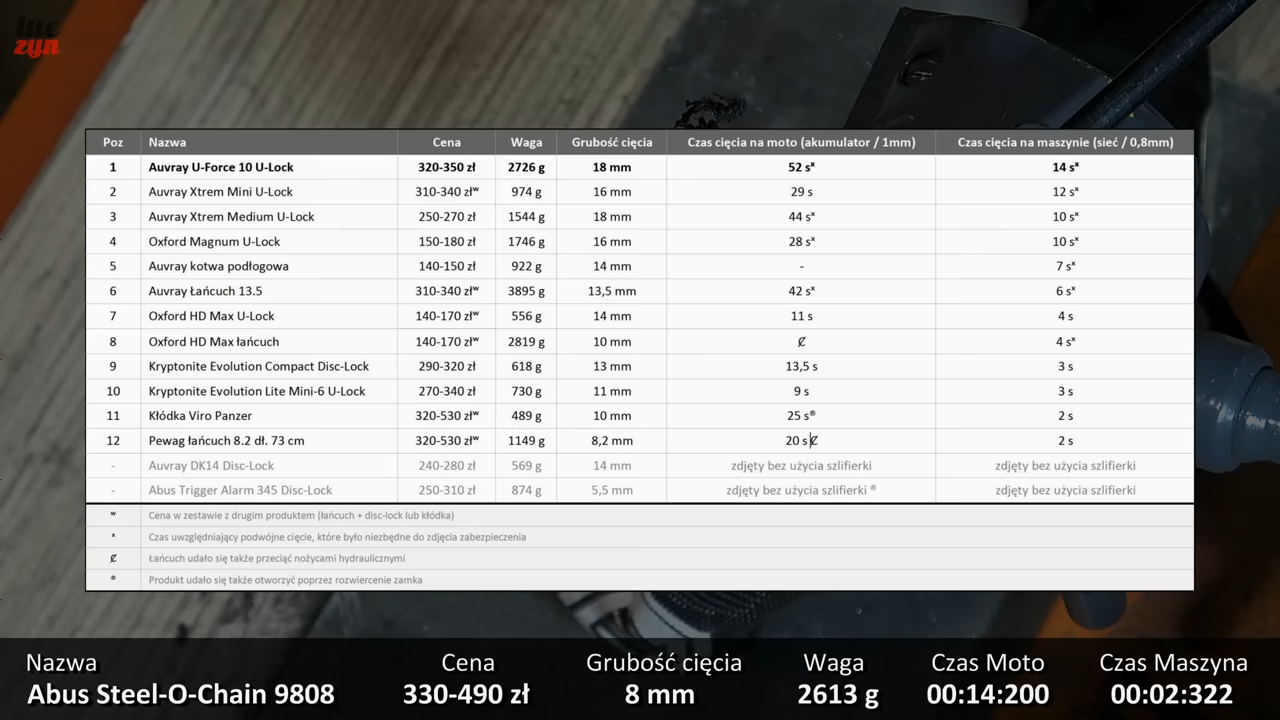 łuc
zyn
Poz Nazwa Cena Waga Grubość cięcia Czas cięcia na moto (akumulator / 1mm) Czas cięcia na maszynie (sieć / 0,8mm)
1 Auvray U-Force 10 U-Lock 320-350 zł 2726 g 18 mm 52 sˣ 14 sˣ
2 Auvray Xtrem Mini U-Lock 310-340 złʷ 974 g 16 mm 29 s 12 sˣ
3 Auvray Xtrem Medium U-Lock 250-270 zł 1544 g 18 mm 44 sˣ 10 sˣ
4 Oxford Magnum U-Lock 150-180 zł 1746 g 16 mm 28 sˣ 10 sˣ
5 Auvray kotwa podłogowa 140-150 zł 922 g 14 mm - 7 sˣ
6 Auvray Łańcuch 13.5 310-340 złʷ 3895 g 13,5 mm 42 sˣ 6 sˣ
7 Oxford HD Max U-Lock 140-170 złʷ 556 g 14 mm 11 s 4 s
8 Oxford HD Max łańcuch 140-170 złʷ 2819 g 10 mm Ȼ 4 sˣ
9 Kryptonite Evolution Compact Disc-Lock 290-320 zł 618 g 13 mm 13,5 s 3 s
10 Kryptonite Evolution Lite Mini-6 U-Lock 270-340 zł 730 g 11 mm 9 s 3 s
11 Kłódka Viro Panzer 320-530 złʷ 489 g 10 mm 25 s® 2 s
12 Pewag łańcuch 8.2 dł. 73 cm 320-530 złʷ 1149 g 8,2 mm 20 s Ȼ 2 s
- Auvray DK14 Disc-Lock 240-280 zł 569 g 14 mm zdjęty bez użycia szlifierki zdjęty bez użycia szlifierki
- Abus Trigger Alarm 345 Disc-Lock 250-310 zł 874 g 5,5 mm zdjęty bez użycia szlifierki ® zdjęty bez użycia szlifierki
ʷ Cena w zestawie z drugim produktem (łańcuch + disc-lock lub kłódka)
ˣ Czas uwzględniający podwójne cięcie, które było niezbędne do zdjęcia zabezpieczenia
Ȼ Łańcuch udało się także przeciąć nożycami hydraulicznymi
® Produkt udało się także otworzyć poprzez rozwiercenie zamka
Nazwa Cena Grubość cięcia Waga Czas Moto Czas Maszyna
Abus Steel-O-Chain 9808 330-490 zł 8 mm 2613 g 00:14:200 00:02:322